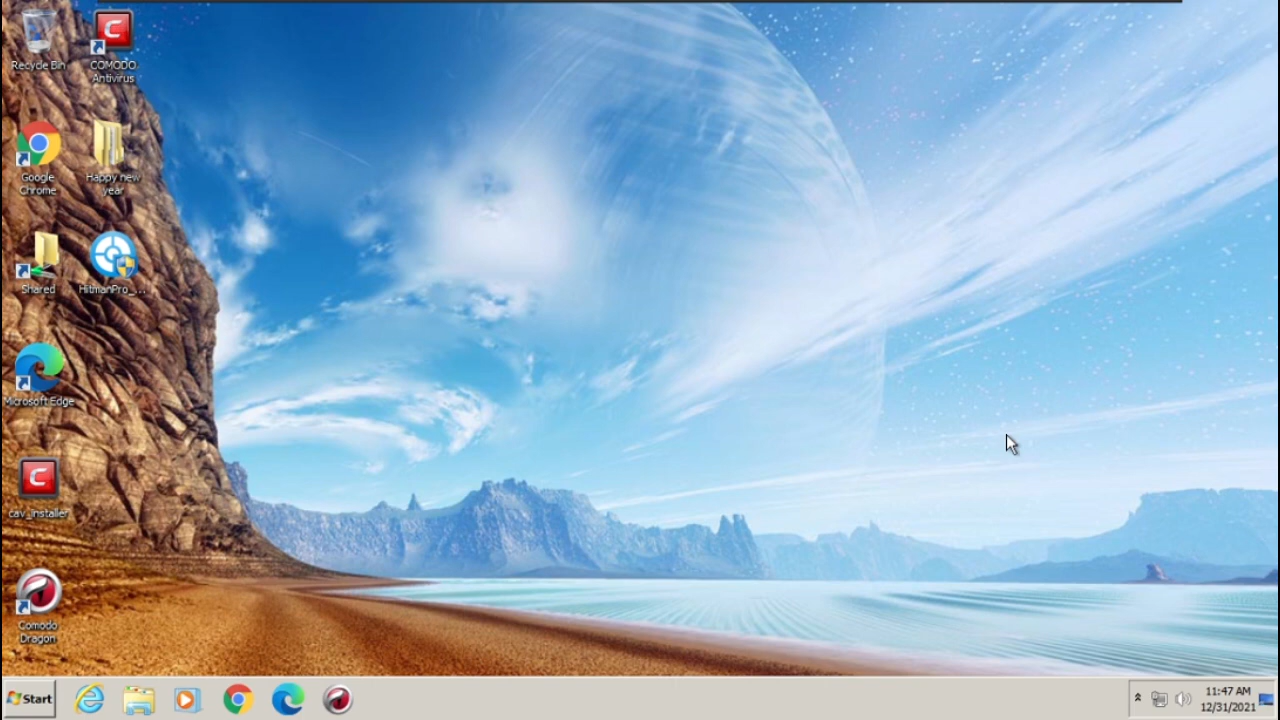 Recycle Bin
COMODO
Antivirus
Google
Chrome
Happy new
year
Shared
HitmanPro_...
Microsoft Edge
cav_installer
Comodo
Dragon
Start
11:47 AM
12/31/2021